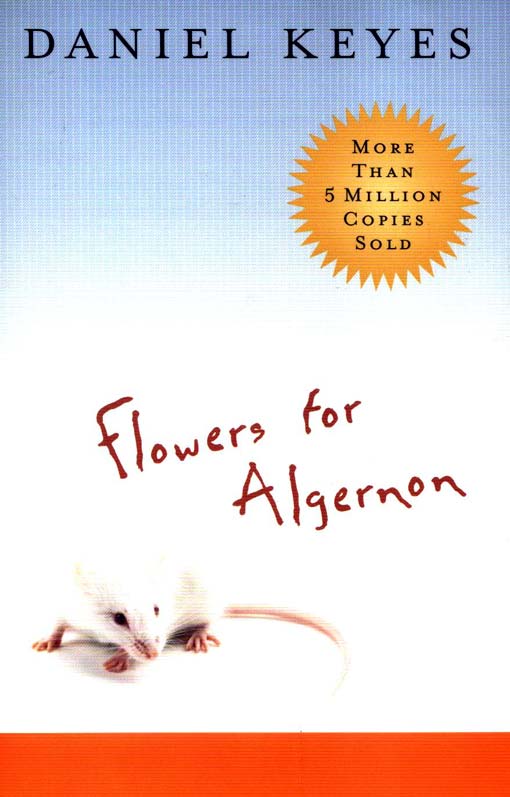 DANIEL KEYES
MORE
THAN
5 MILLION
COPIES
SOLD
Flowers for
Algernon